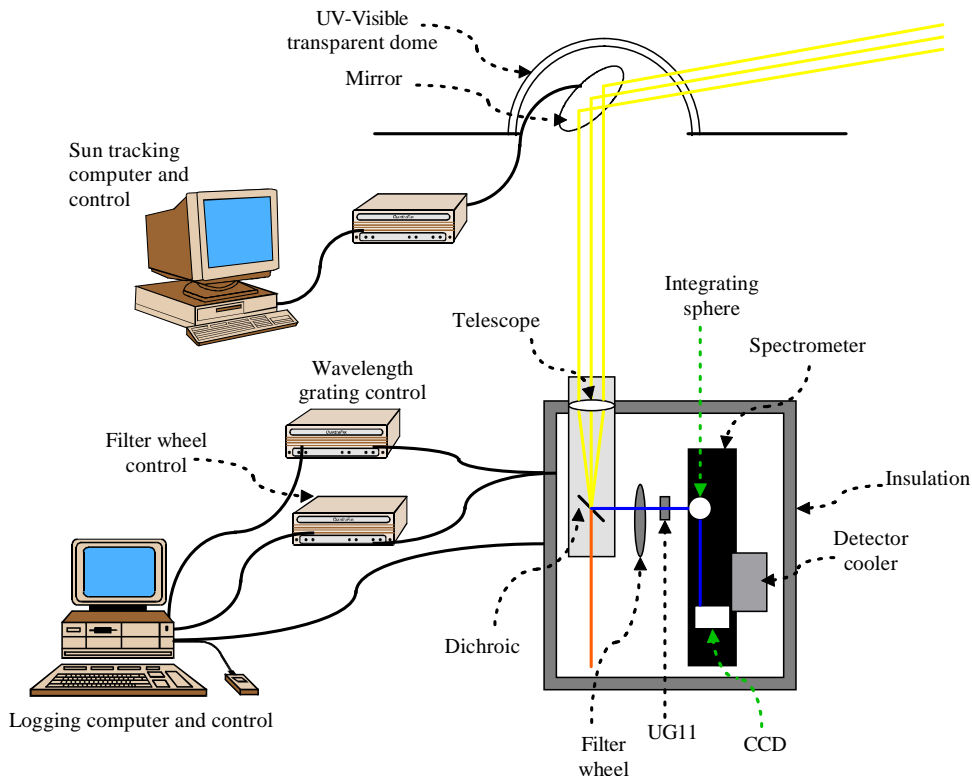 UV-Visible
transparent dome
Mirror
Sun tracking
computer and
control
Integrating
sphere
Telescope
Spectrometer
Wavelength
grating control
Filter wheel
control
Insulation
Detector
cooler
Dichroic
Logging computer and control
UG11
Filter
wheel
CCD